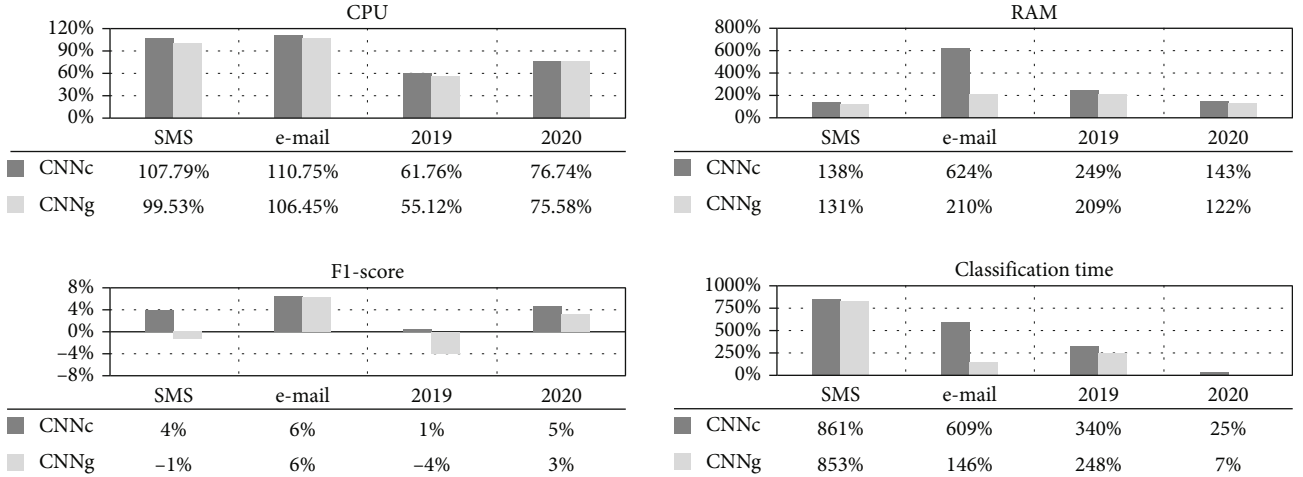 CPU
120%
90%
60%
30%
0%
SMS e-mail 2019 2020
CNNc 107.79% 110.75% 61.76% 76.74%
CNNg 99.53% 106.45% 55.12% 75.58%
RAM
800%
600%
400%
200%
0%
SMS e-mail 2019 2020
CNNc 138% 624% 249% 143%
CNNg 131% 210% 209% 122%
F1-score
8%
4%
0%
−4%
−8%
SMS e-mail 2019 2020
CNNc 4% 6% 1% 5%
CNNg −1% 6% −4% 3%
Classification time
1000%
750%
500%
250%
0%
SMS e-mail 2019 2020
CNNc 861% 609% 340% 25%
CNNg 853% 146% 248% 7%